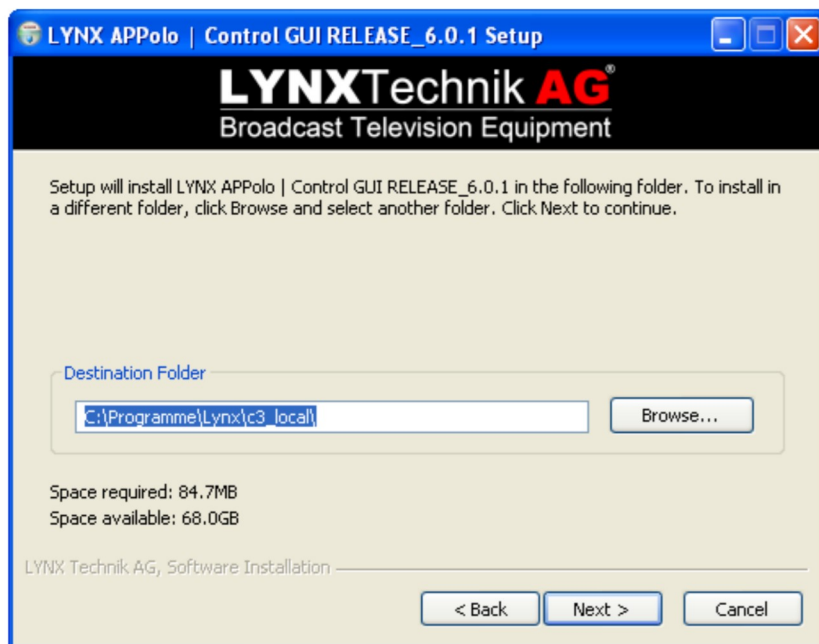 LYNX APPolo | Control GUI RELEASE_6.0.1 Setup
LYNXTechnik AG®
Broadcast Television Equipment
Setup will install LYNX APPolo | Control GUI RELEASE_6.0.1 in the following folder. To install in
a different folder, click Browse and select another folder. Click Next to continue.
Destination Folder
C:\Programme\Lynx\c3_local\
Browse...
Space required: 84.7MB
Space available: 68.0GB
LYNX Technik AG, Software Installation
< Back Next > Cancel